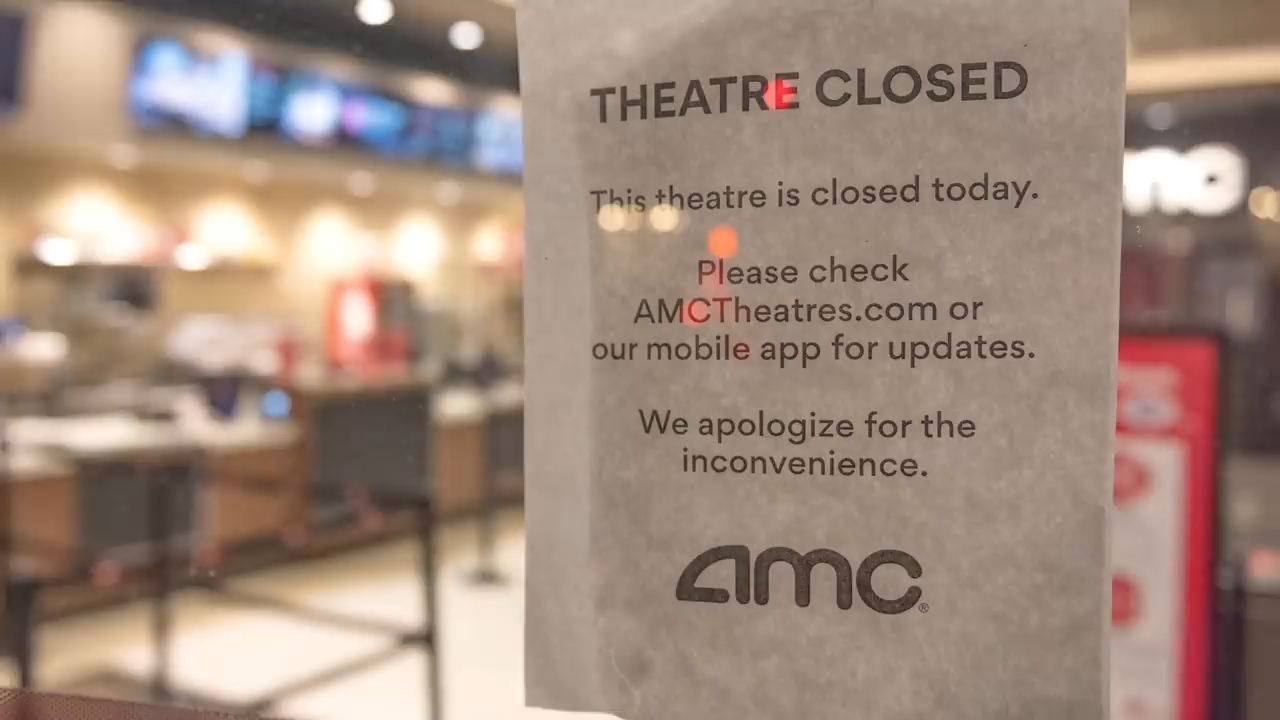 THEATRE CLOSED
This theatre is closed today.
Please check
AMCTheatres.com or
our mobile app for updates.
We apologize for the
inconvenience.
amc®